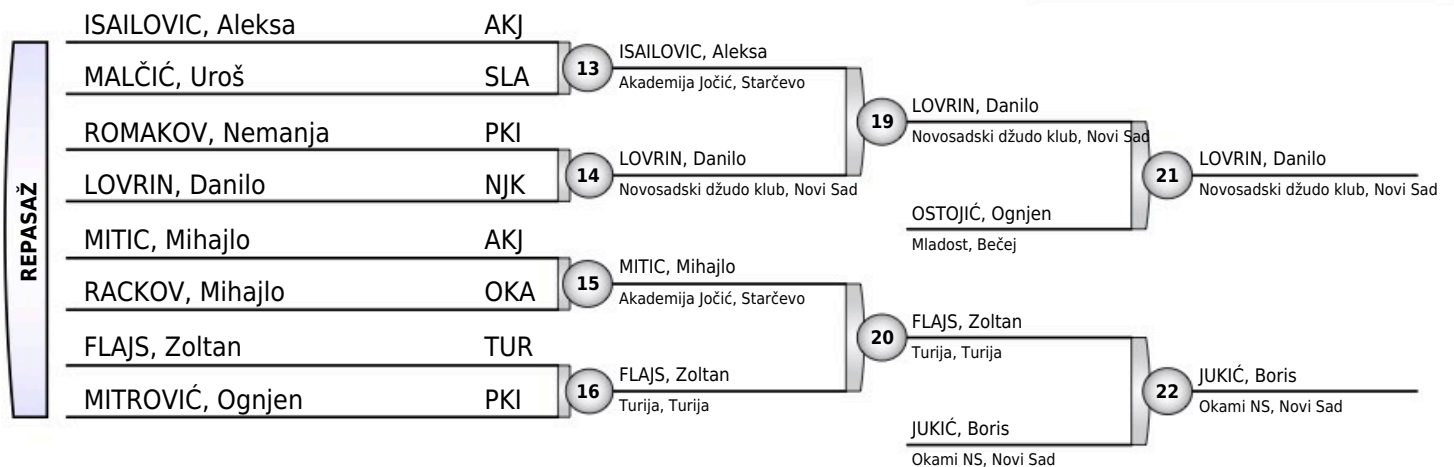 REPASAŽ
ISAILOVIC, Aleksa AKJ
MALČIĆ, Uroš SLA
ROMAKOV, Nemanja PKI
LOVRIN, Danilo NJK
MITIC, Mihajlo AKJ
RACKOV, Mihajlo OKA
FLAJS, Zoltan TUR
MITROVIĆ, Ognjen PKI
13
ISAILOVIC, Aleksa
Akademija Jočić, Starčevo
14
LOVRIN, Danilo
Novosadski džudo klub, Novi Sad
15
MITIC, Mihajlo
Akademija Jočić, Starčevo
16
FLAJS, Zoltan
Turija, Turija
19
LOVRIN, Danilo
Novosadski džudo klub, Novi Sad
OSTOJIĆ, Ognjen
Mladost, Bečej
20
FLAJS, Zoltan
Turija, Turija
JUKIĆ, Boris
Okami NS, Novi Sad
21
LOVRIN, Danilo
Novosadski džudo klub, Novi Sad
22
JUKIĆ, Boris
Okami NS, Novi Sad